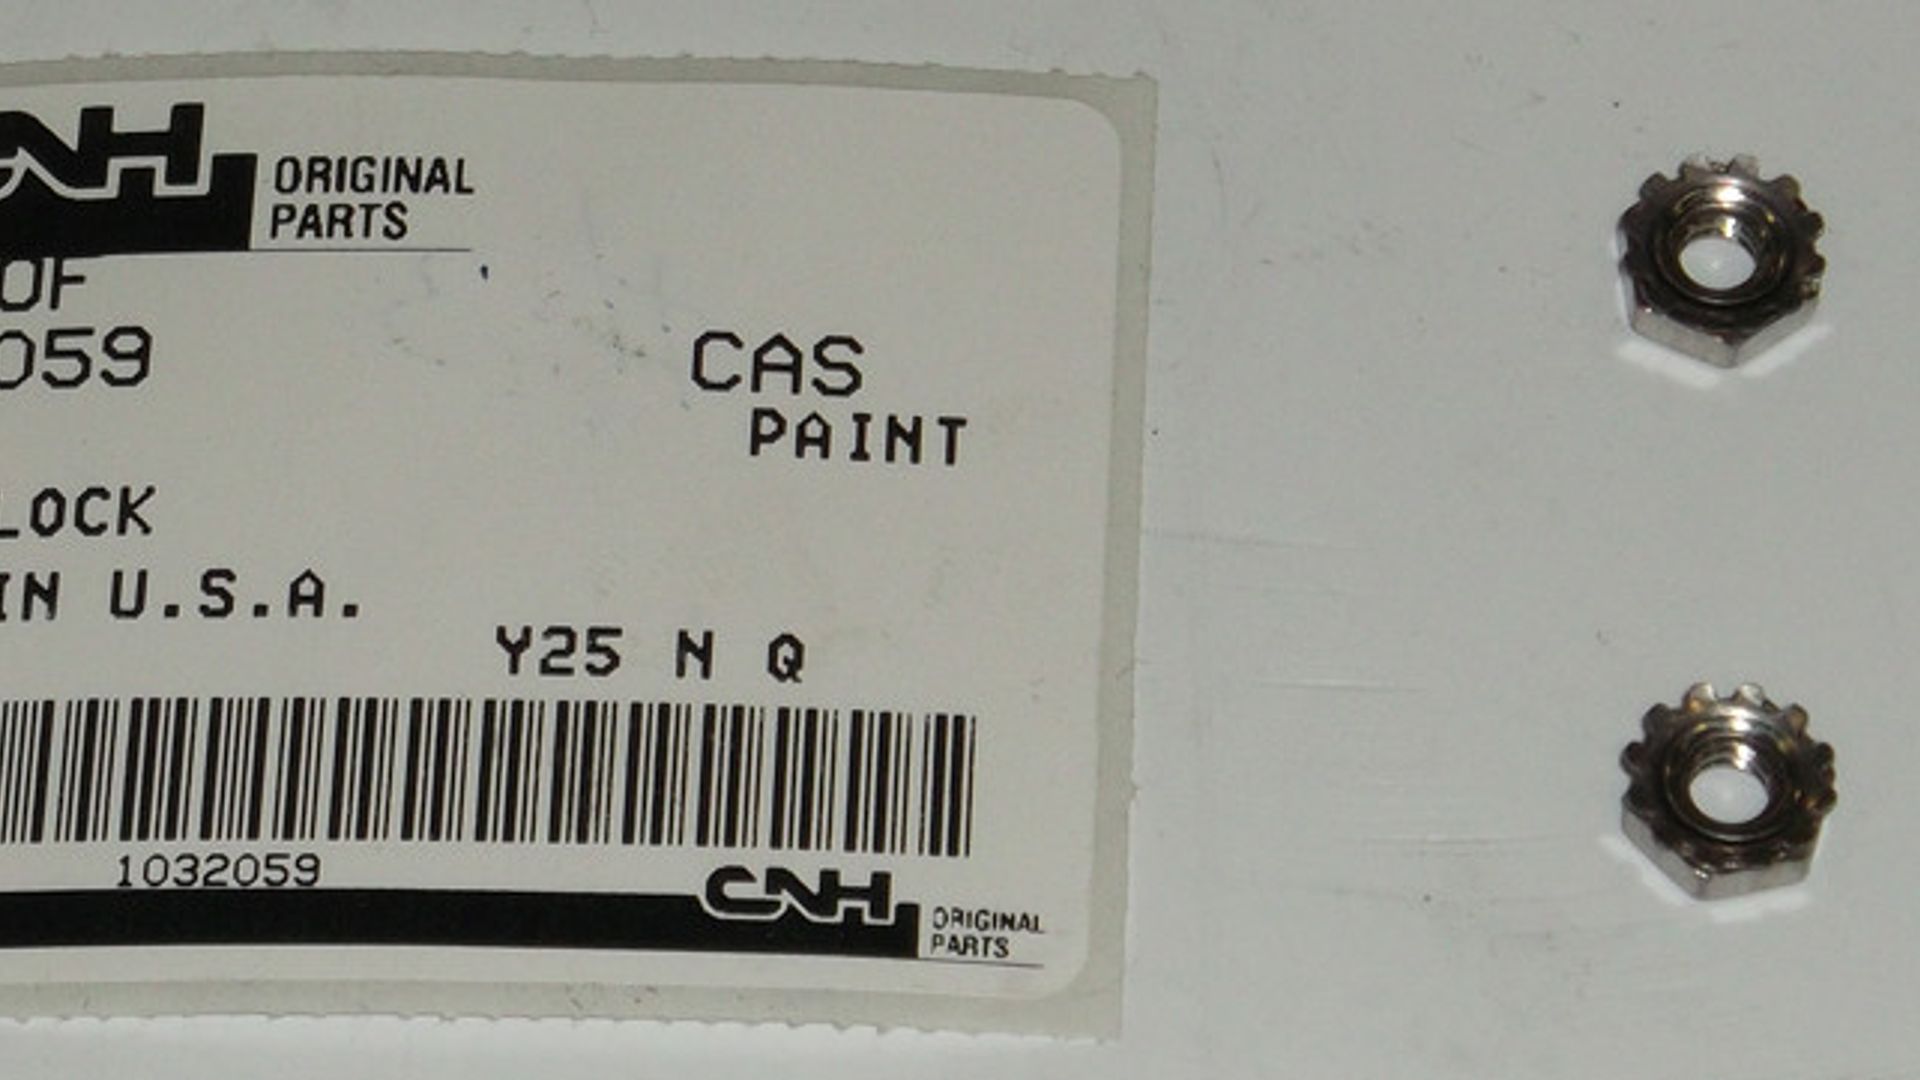 CNH ORIGINAL
PARTS
OF
059
CAS
PAINT
LOCK
IN U.S.A.
Y25 N Q
1032059
CNH ORIGINAL
PARTS